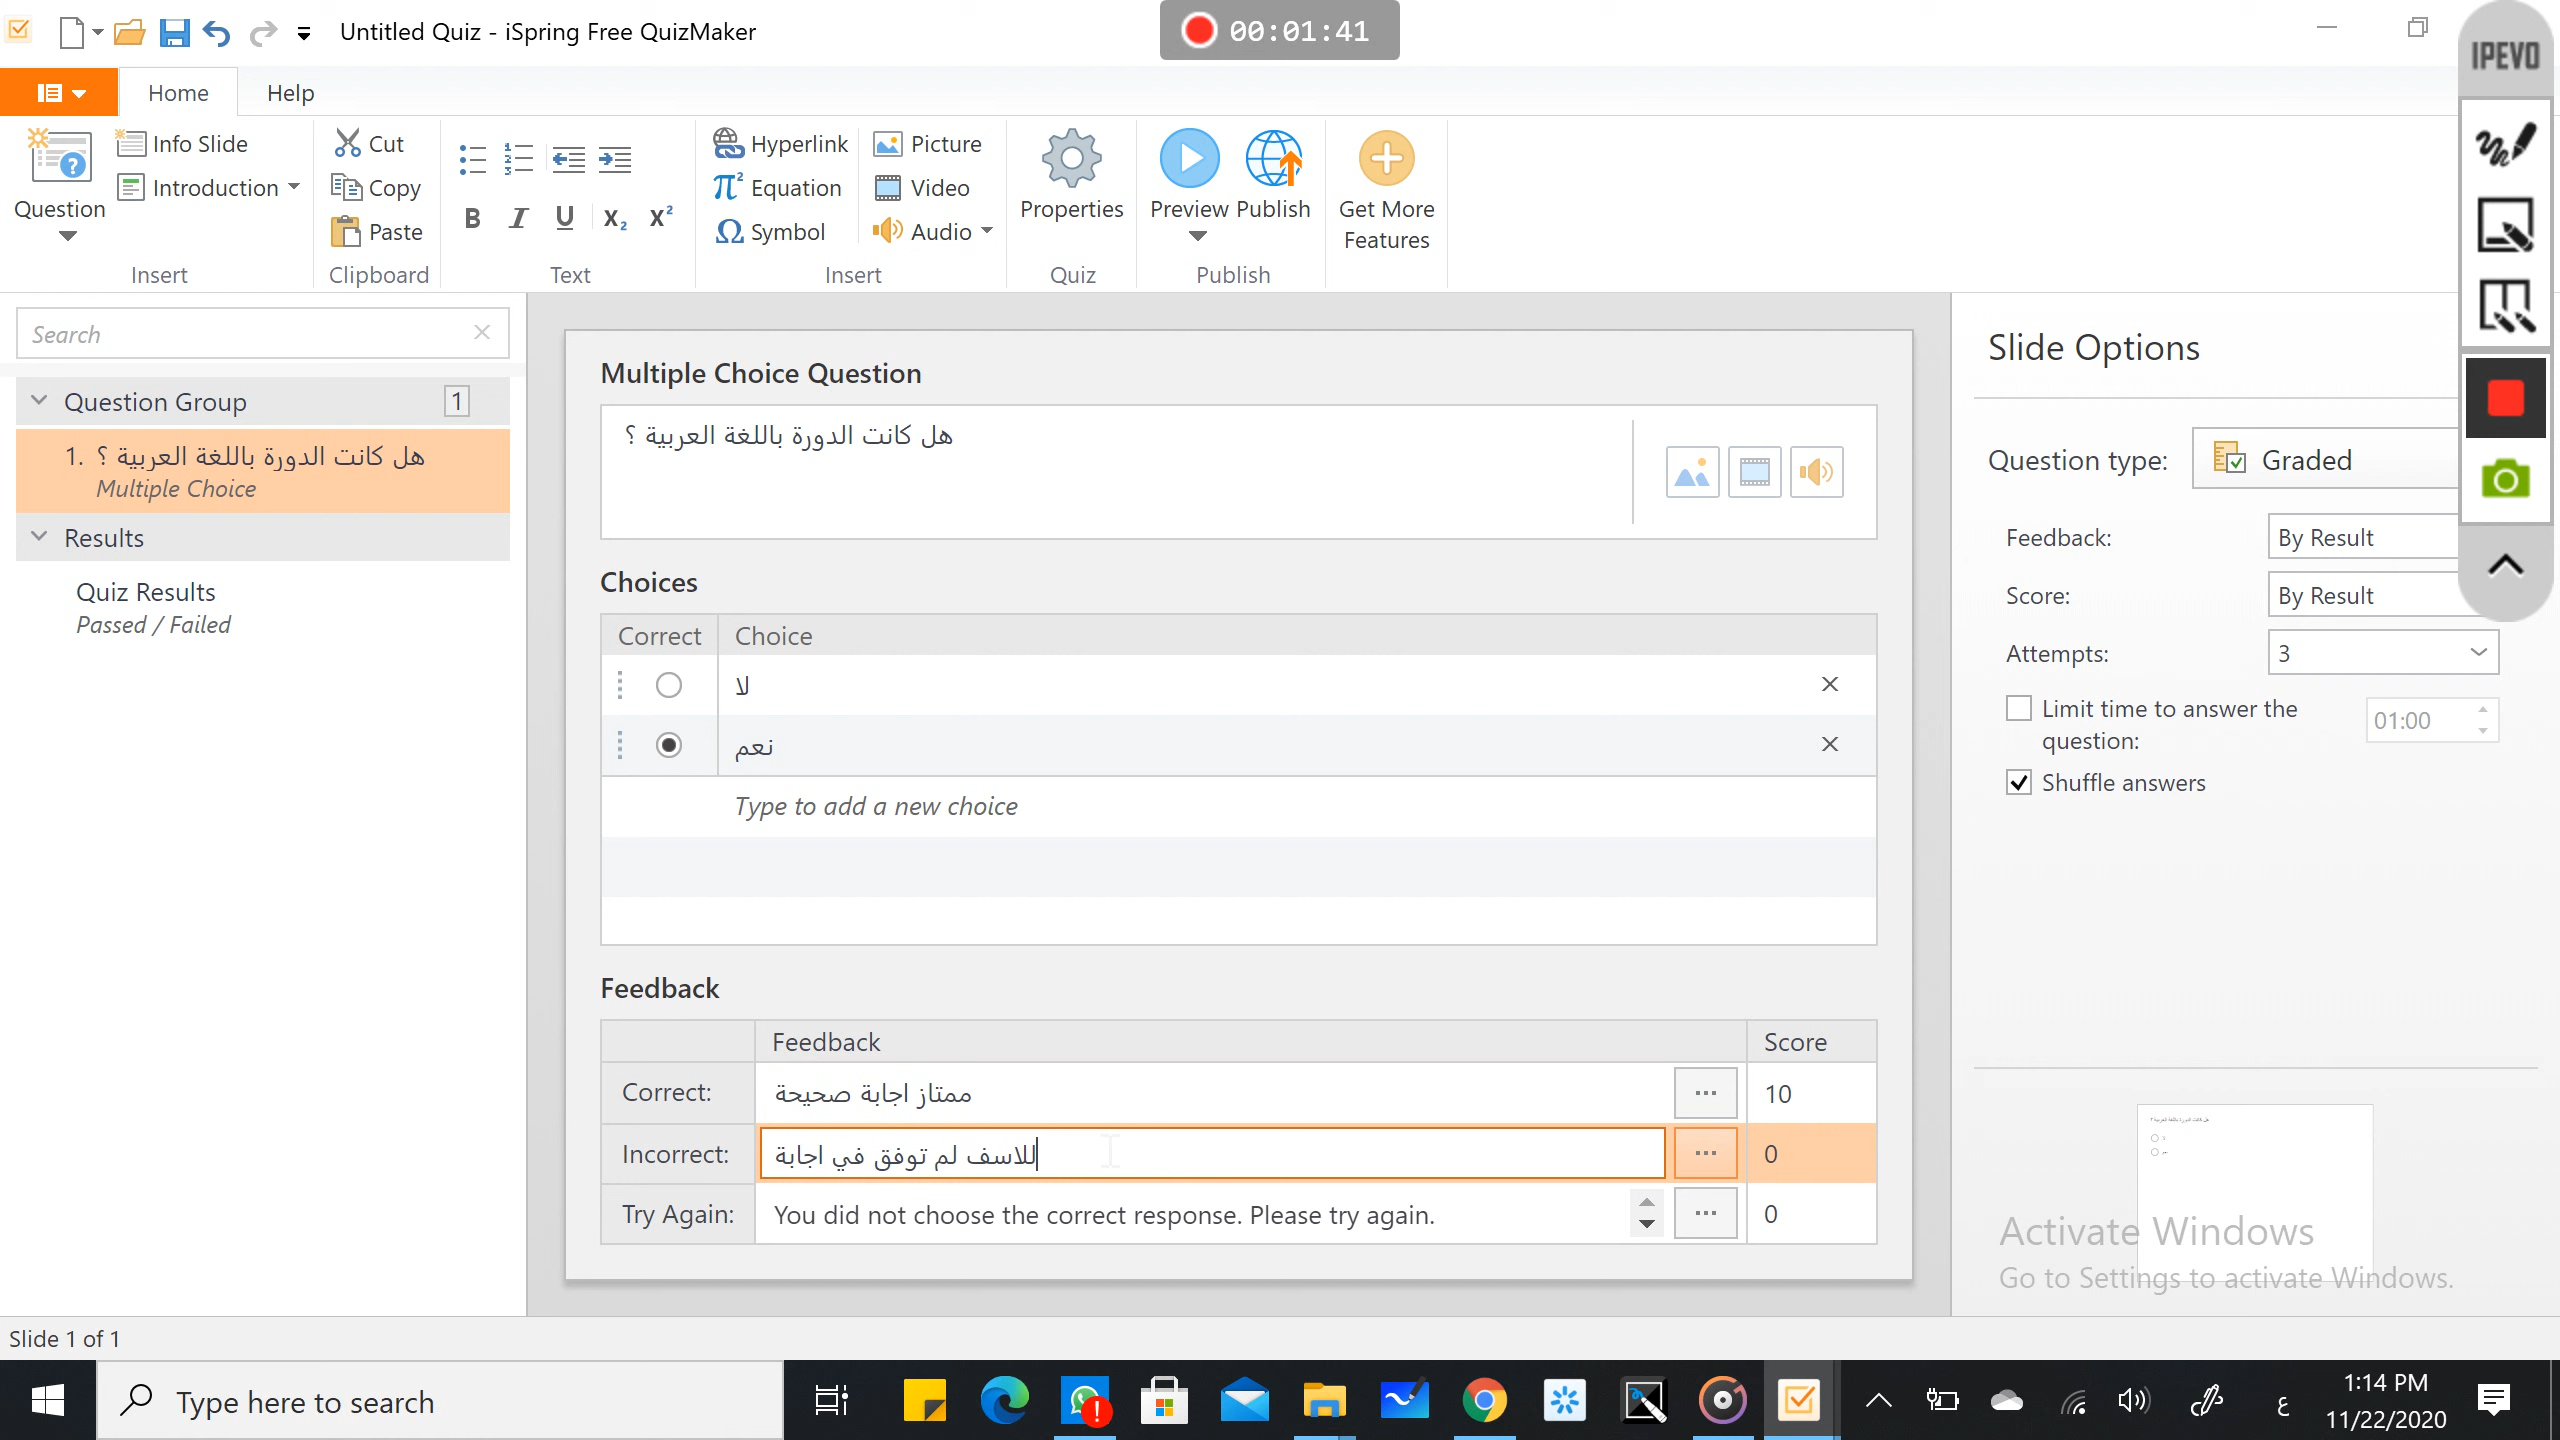 Untitled Quiz - iSpring Free QuizMaker
00:01:41
IPEVO
Home
Help
Question
Info Slide
Introduction
Insert
Cut
Copy
Paste
Clipboard
B I U X₂ X²
Text
Hyperlink
Equation
Symbol
Picture
Video
Audio
Insert
Properties
Quiz
Preview
Publish
Publish
Get More
Features
Search
Question Group
1
1. هل كانت الدورة باللغة العربية ؟
Multiple Choice
Results
Quiz Results
Passed / Failed
Multiple Choice Question
هل كانت الدورة باللغة العربية ؟
Choices
Correct
Choice
لا
نعم
Type to add a new choice
Feedback
Feedback
Score
Correct:
ممتاز اجابة صحيحة
...
10
Incorrect:
للاسف لم توفق في اجابة
...
0
Try Again:
You did not choose the correct response. Please try again.
...
0
Slide Options
Question type:
Graded
Feedback:
By Result
Score:
By Result
Attempts:
3
Limit time to answer the
question:
01:00
Shuffle answers
Activate Windows
Go to Settings to activate Windows.
Slide 1 of 1
Type here to search
ع
1:14 PM
11/22/2020